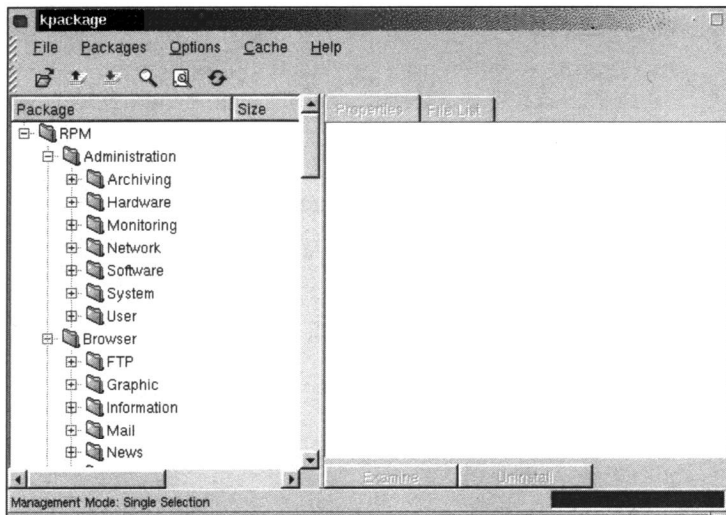 kpackage
File Packages Options Cache Help
Package Size Properties File List
RPM
Administration
Archiving
Hardware
Monitoring
Network
Software
System
User
Browser
FTP
Graphic
Information
Mail
News
Examine Uninstall
Management Mode: Single Selection